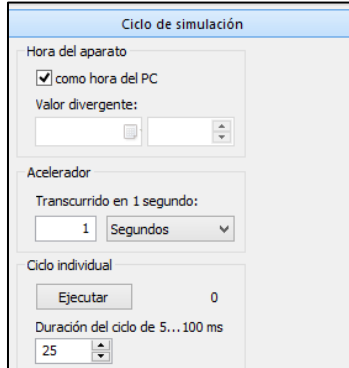 Ciclo de simulación
Hora del aparato
como hora del PC
Valor divergente:
Acelerador
Transcurrido en 1 segundo:
1 Segundos
Ciclo individual
Ejecutar 0
Duración del ciclo de 5...100 ms
25